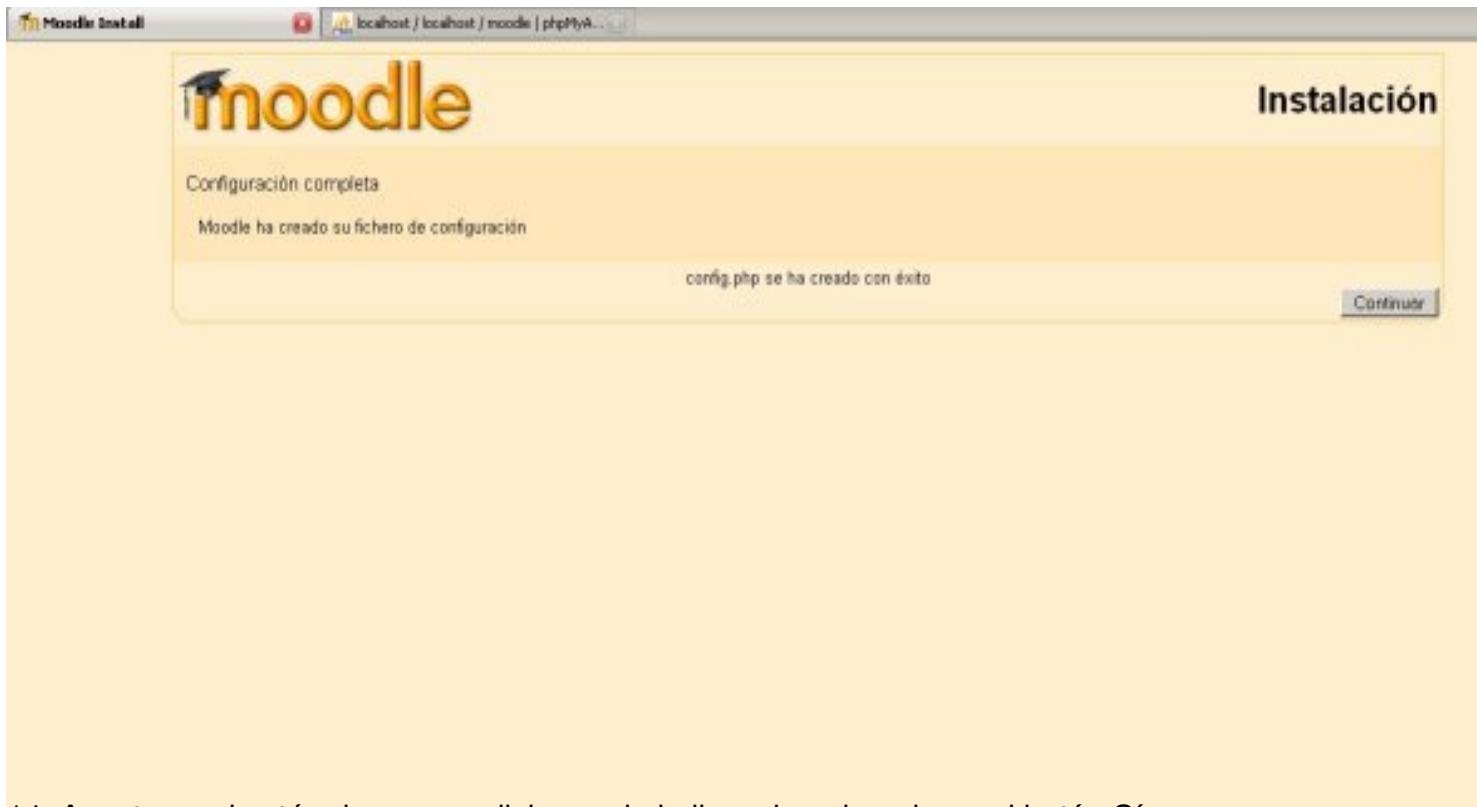 Moodle Install
localhost / localhost / moodle | phpMyA...
moodle
Instalación
Configuración completa
Moodle ha creado su fichero de configuración
config.php se ha creado con éxito
Continuar